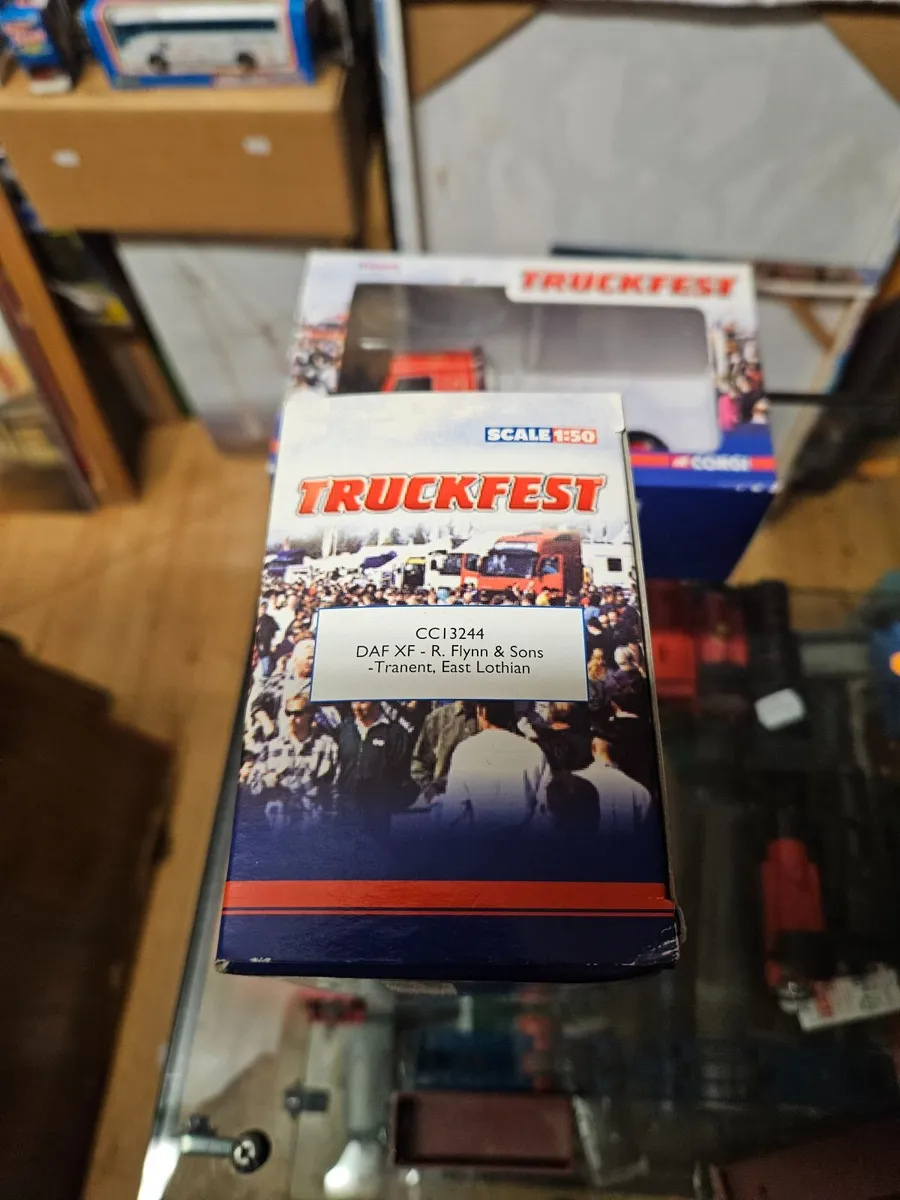 TRUCKFEST
CORGI
SCALE 1:50
TRUCKFEST
CC13244
DAF XF - R. Flynn & Sons
-Tranent, East Lothian